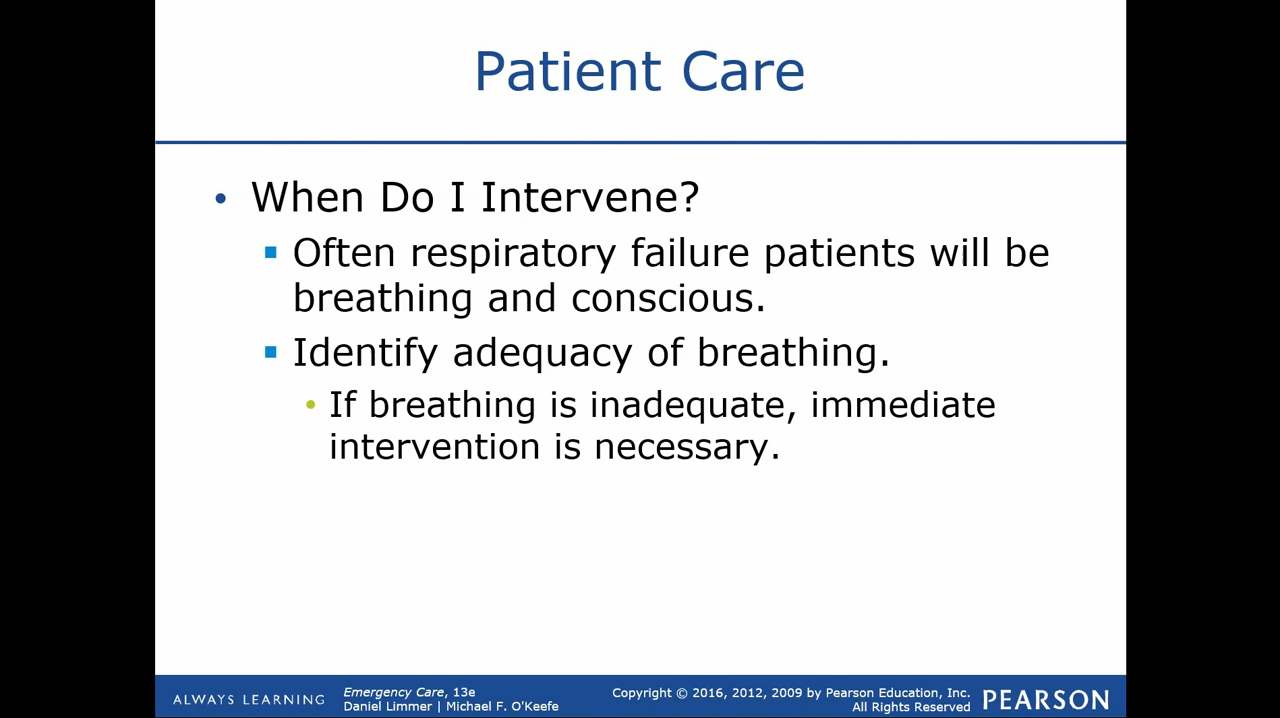 Patient Care
• When Do I Intervene?
▪ Often respiratory failure patients will be
breathing and conscious.
▪ Identify adequacy of breathing.
• If breathing is inadequate, immediate
intervention is necessary.
ALWAYS LEARNING
Emergency Care, 13e
Daniel Limmer | Michael F. O'Keefe
Copyright © 2016, 2012, 2009 by Pearson Education, Inc.
All Rights Reserved
PEARSON